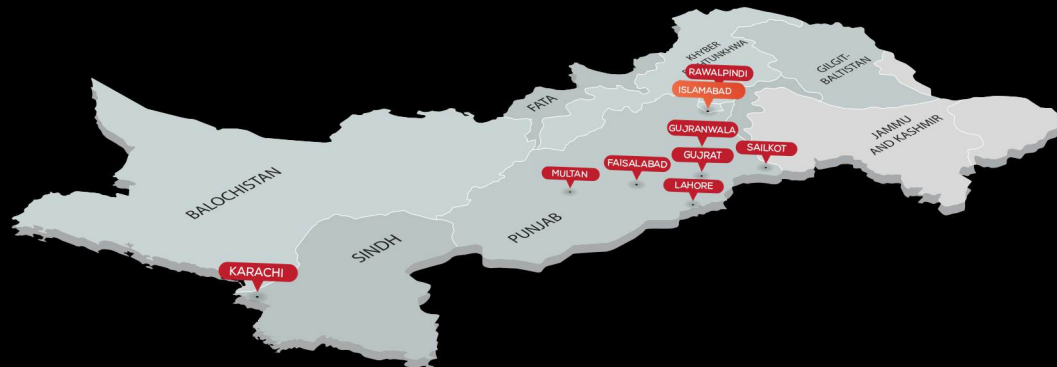 KHYBER
HTUNKHWA
RAWALPINDI
ISLAMABAD
GILGIT-
BALTISTAN
FATA
JAMMU
AND KASHMIR
GUJRANWALA
GUJRAT
SAILKOT
FAISALABAD
MULTAN
LAHORE
BALOCHISTAN
PUNJAB
SINDH
KARACHI